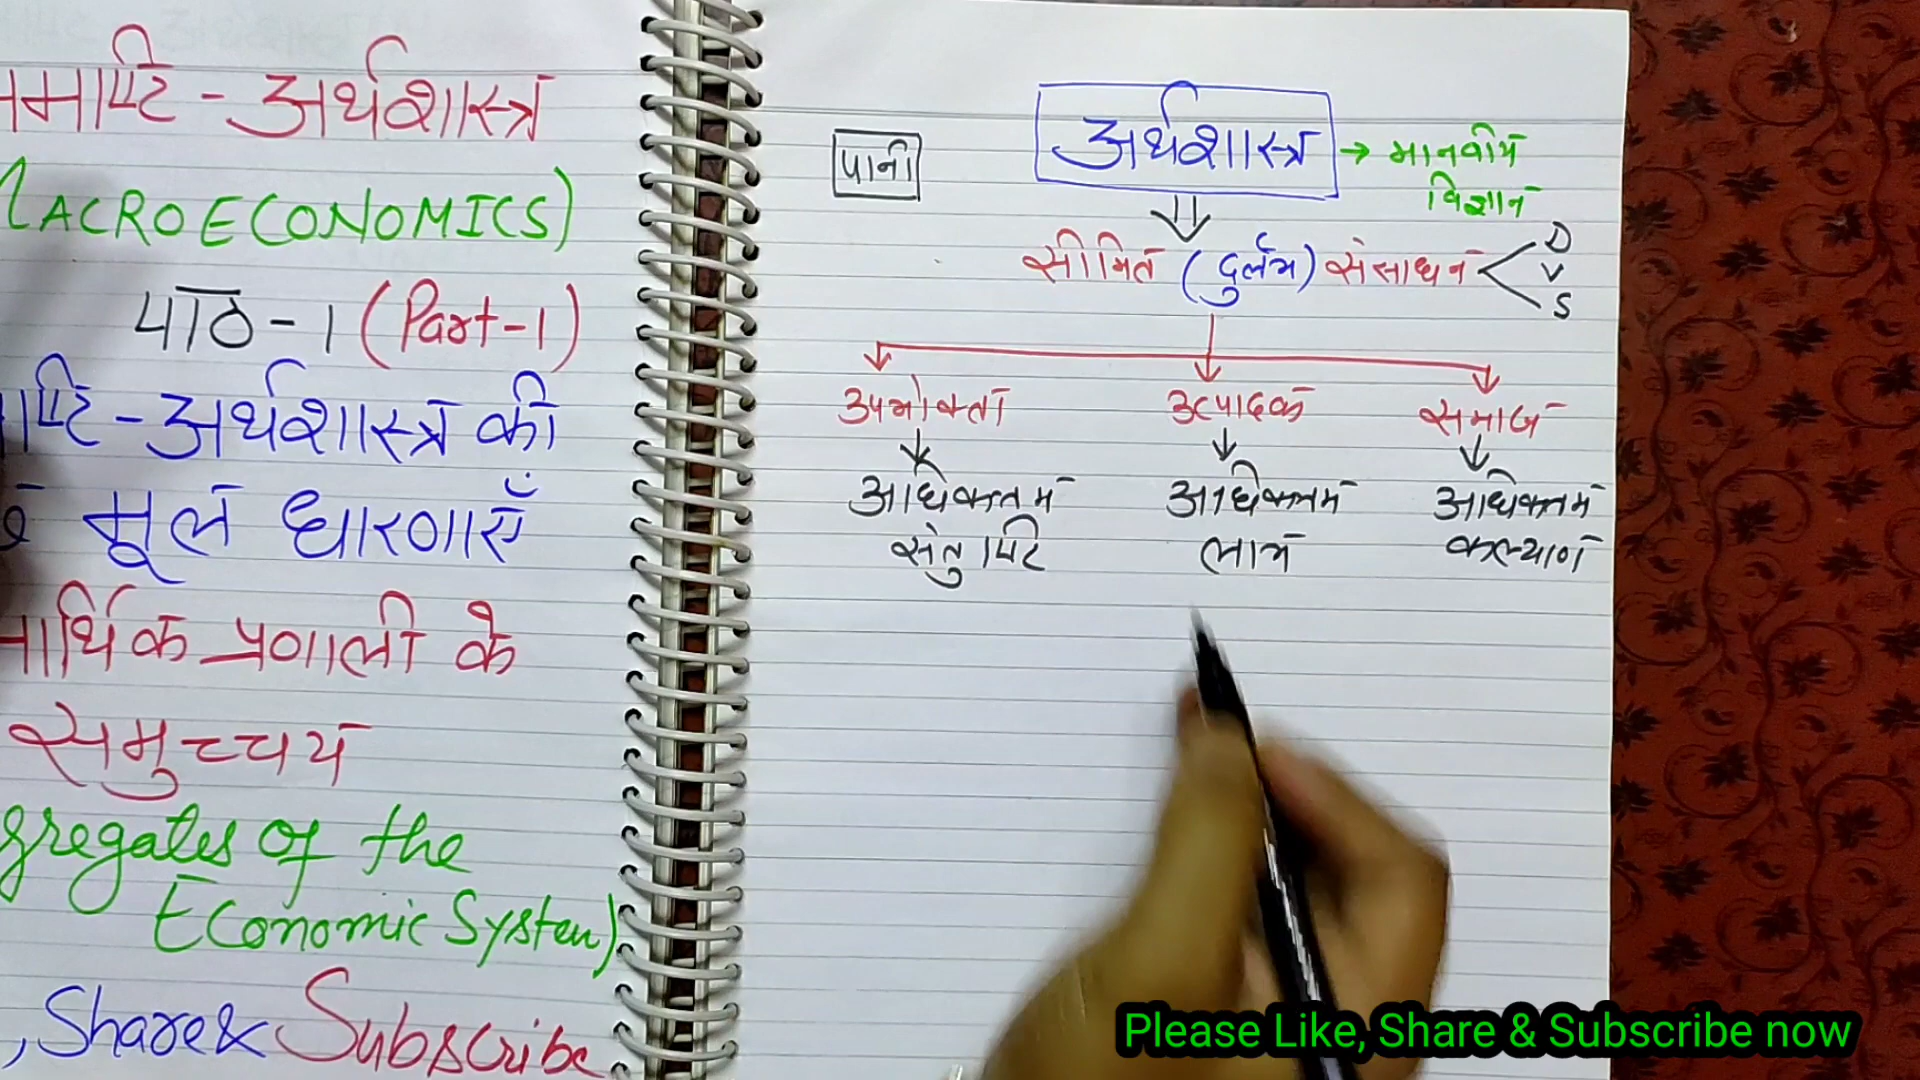 समष्टि - अर्थशास्त्र
MACROECONOMICS)
पाठ - 1 (Part-1)
समष्टि - अर्थशास्त्र की
मूल धारणाएँ
आर्थिक प्रणाली के
समुच्चय
gregates of the
Economic System)
, Share & Subscribe
पानी
अर्थशास्त्र → मानवीय
विज्ञान
सीमित (दुर्लभ) संसाधन
D
V
S
उपभोक्ता उत्पादक समाज
अधिकतम अधिकतम अधिकतम
संतुष्टि लाभ कल्याण
Please Like, Share & Subscribe now